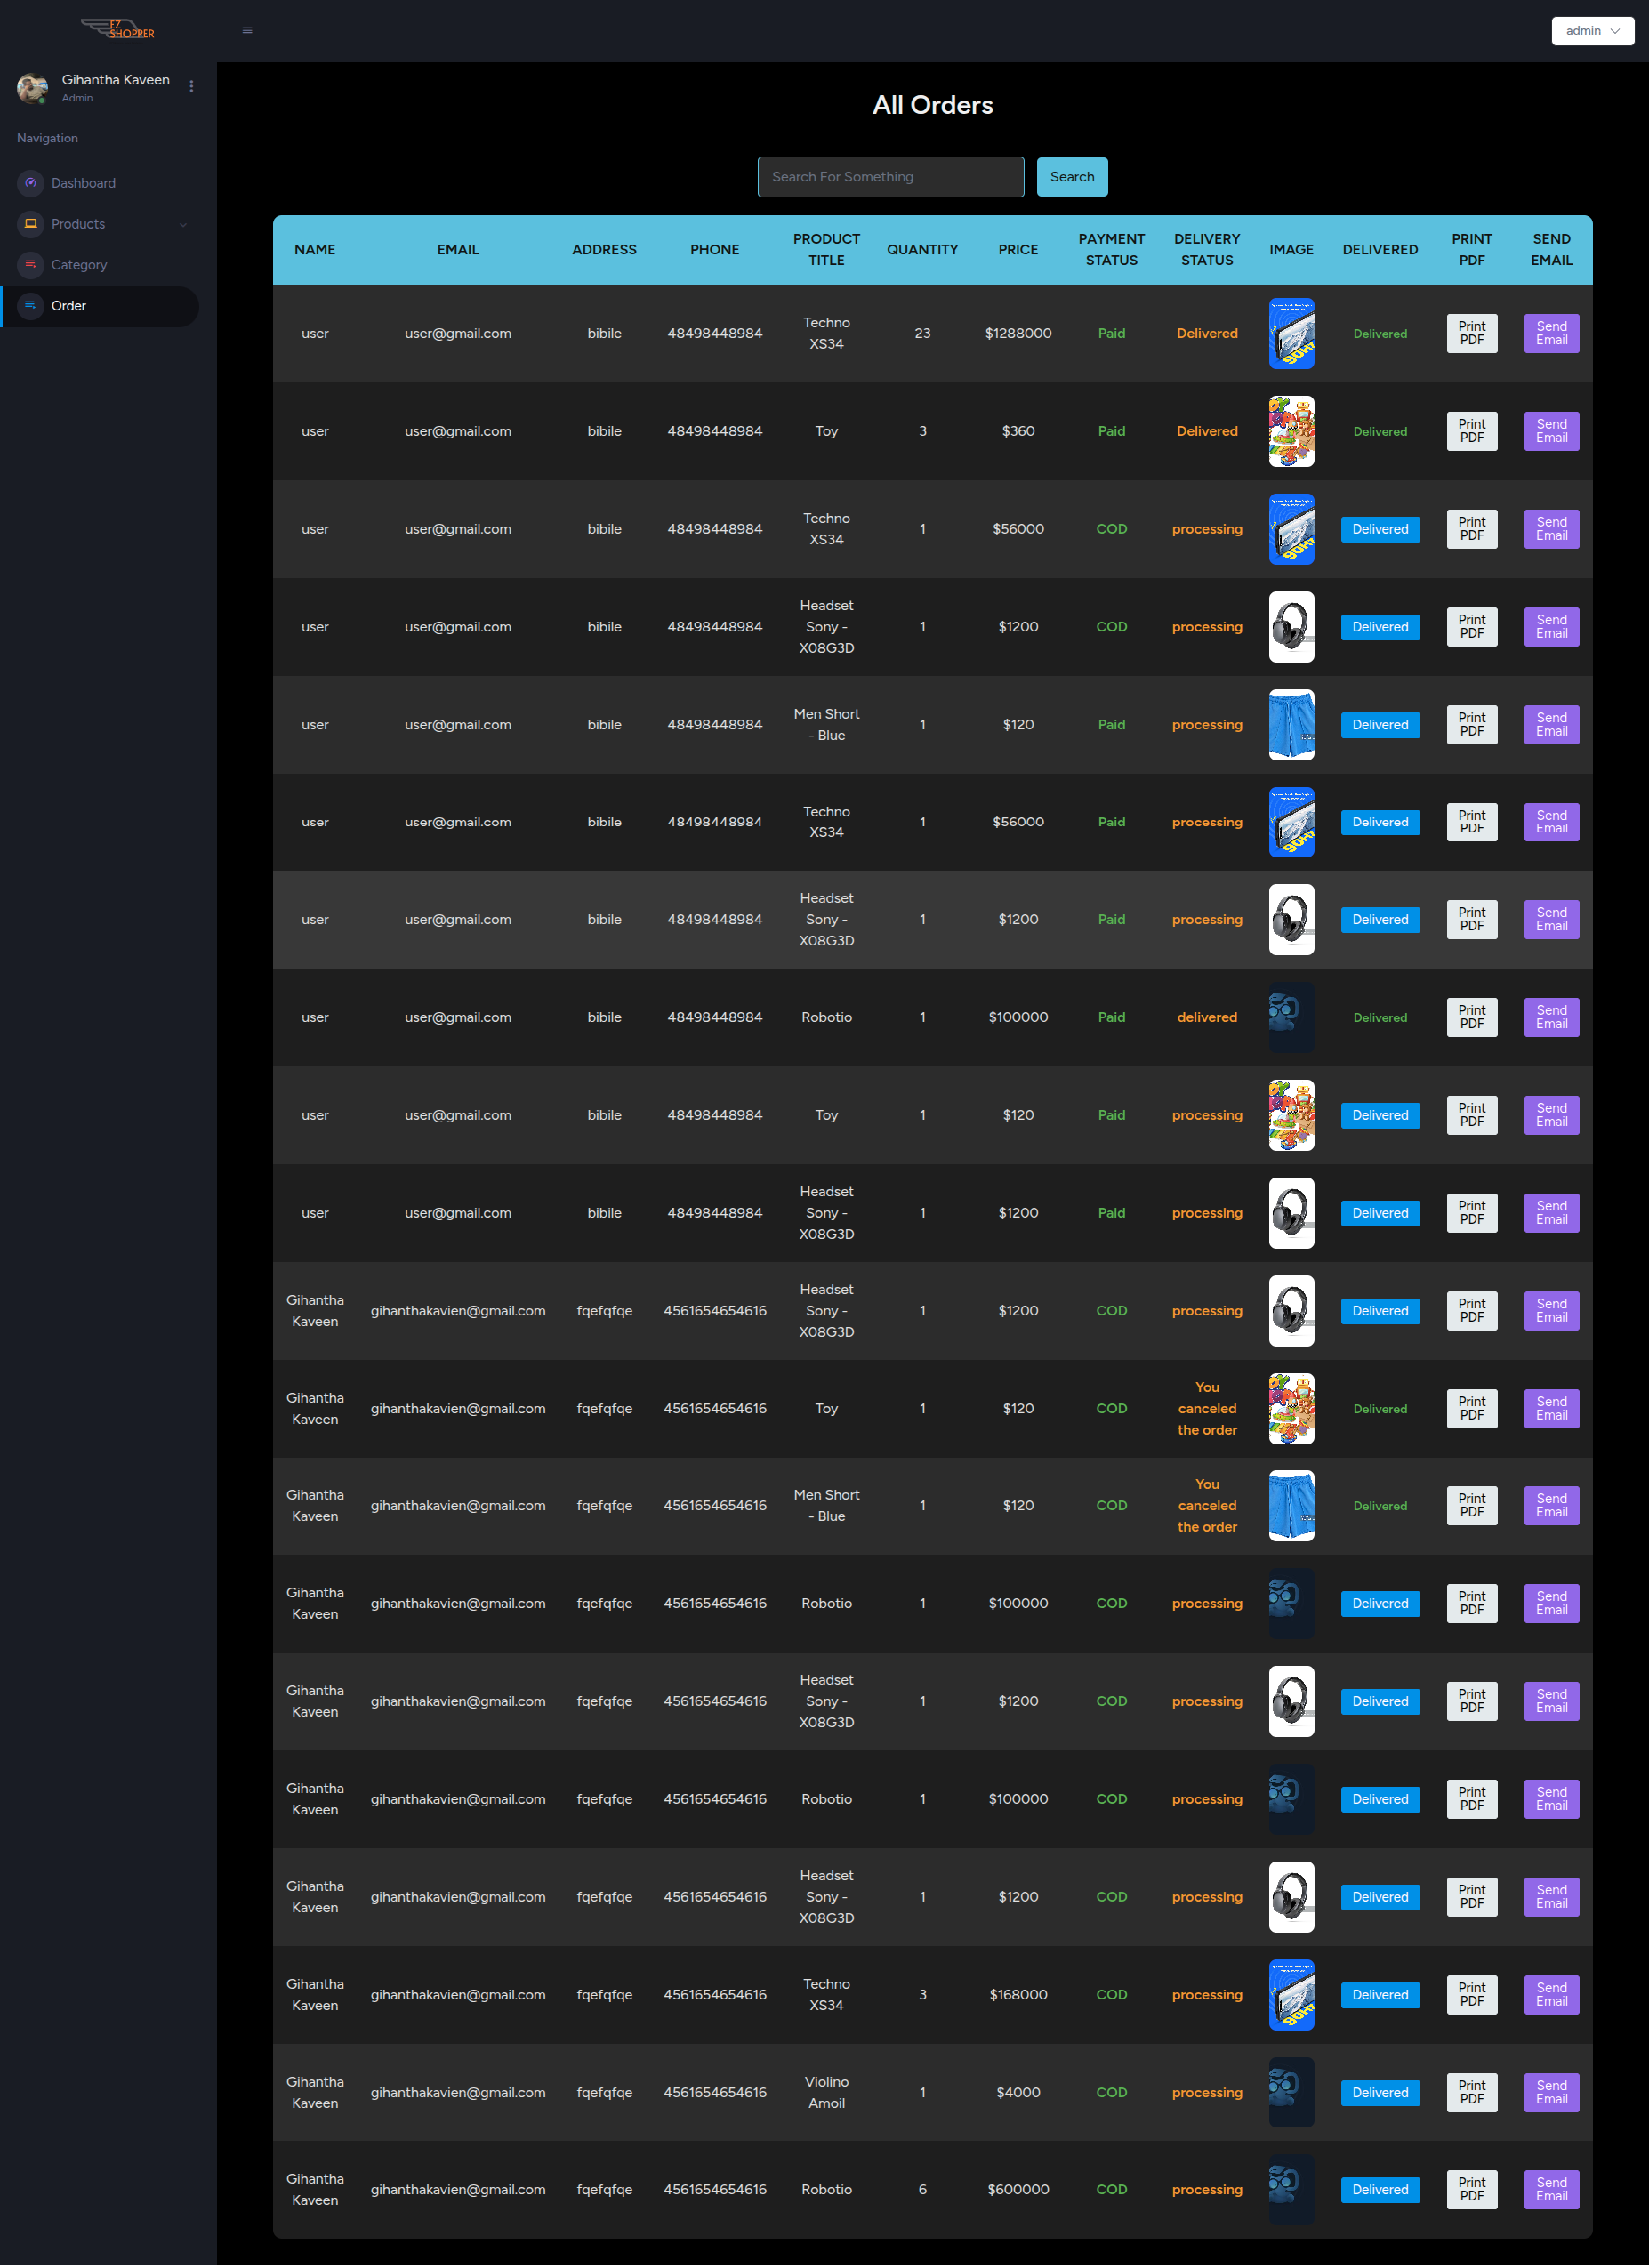 EZ
SHOPPER
admin
Gihantha Kaveen
Admin
Navigation
Dashboard
Products
Category
Order
All Orders
Search For Something
Search
NAME EMAIL ADDRESS PHONE PRODUCT TITLE QUANTITY PRICE PAYMENT STATUS DELIVERY STATUS IMAGE DELIVERED PRINT PDF SEND EMAIL
user user@gmail.com bibile 48498448984 Techno XS34 23 $1288000 Paid Delivered 90Hz Delivered Print PDF Send Email
user user@gmail.com bibile 48498448984 Toy 3 $360 Paid Delivered Delivered Print PDF Send Email
user user@gmail.com bibile 48498448984 Techno XS34 1 $56000 COD processing 90Hz Delivered Print PDF Send Email
user user@gmail.com bibile 48498448984 Headset Sony - X08G3D 1 $1200 COD processing Delivered Print PDF Send Email
user user@gmail.com bibile 48498448984 Men Short - Blue 1 $120 Paid processing Delivered Print PDF Send Email
user user@gmail.com bibile 48498448984 Techno XS34 1 $56000 Paid processing 90Hz Delivered Print PDF Send Email
user user@gmail.com bibile 48498448984 Headset Sony - X08G3D 1 $1200 Paid processing Delivered Print PDF Send Email
user user@gmail.com bibile 48498448984 Robotio 1 $100000 Paid delivered Delivered Print PDF Send Email
user user@gmail.com bibile 48498448984 Toy 1 $120 Paid processing Delivered Print PDF Send Email
user user@gmail.com bibile 48498448984 Headset Sony - X08G3D 1 $1200 Paid processing Delivered Print PDF Send Email
Gihantha Kaveen gihanthakavien@gmail.com fqefqfqe 4561654654616 Headset Sony - X08G3D 1 $1200 COD processing Delivered Print PDF Send Email
Gihantha Kaveen gihanthakavien@gmail.com fqefqfqe 4561654654616 Toy 1 $120 COD You canceled the order Delivered Print PDF Send Email
Gihantha Kaveen gihanthakavien@gmail.com fqefqfqe 4561654654616 Men Short - Blue 1 $120 COD You canceled the order Delivered Print PDF Send Email
Gihantha Kaveen gihanthakavien@gmail.com fqefqfqe 4561654654616 Robotio 1 $100000 COD processing Delivered Print PDF Send Email
Gihantha Kaveen gihanthakavien@gmail.com fqefqfqe 4561654654616 Headset Sony - X08G3D 1 $1200 COD processing Delivered Print PDF Send Email
Gihantha Kaveen gihanthakavien@gmail.com fqefqfqe 4561654654616 Robotio 1 $100000 COD processing Delivered Print PDF Send Email
Gihantha Kaveen gihanthakavien@gmail.com fqefqfqe 4561654654616 Headset Sony - X08G3D 1 $1200 COD processing Delivered Print PDF Send Email
Gihantha Kaveen gihanthakavien@gmail.com fqefqfqe 4561654654616 Techno XS34 3 $168000 COD processing 90Hz Delivered Print PDF Send Email
Gihantha Kaveen gihanthakavien@gmail.com fqefqfqe 4561654654616 Violino Amoil 1 $4000 COD processing Delivered Print PDF Send Email
Gihantha Kaveen gihanthakavien@gmail.com fqefqfqe 4561654654616 Robotio 6 $600000 COD processing Delivered Print PDF Send Email